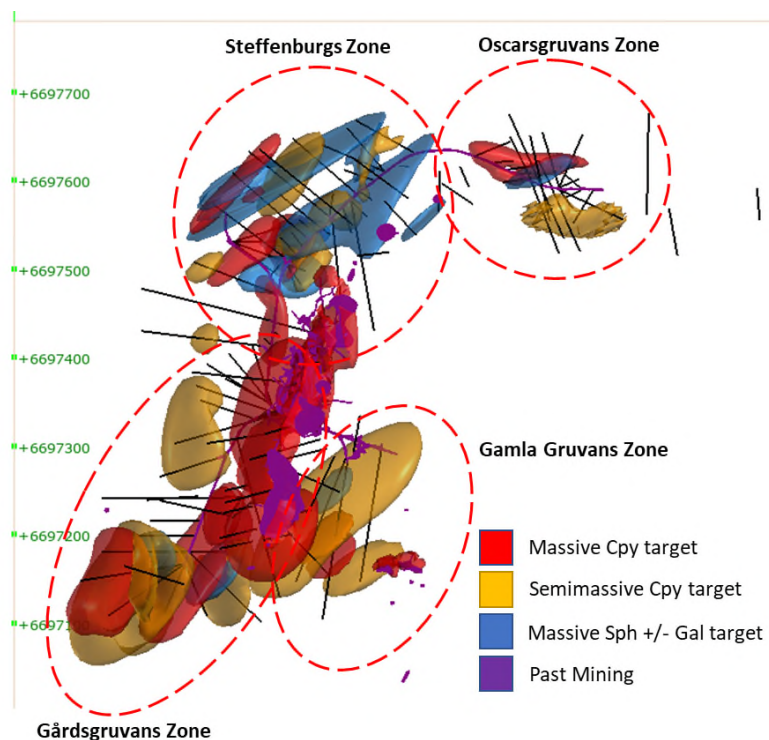 Steffenburgs Zone
Oscarsgruvans Zone
+6697700
+6697600
+6697500
+6697400
+6697300
Gamla Gruvans Zone
+6697200
Massive Cpy target
Semimassive Cpy target
+6697100
Massive Sph +/- Gal target
Past Mining
Gårdsgruvans Zone